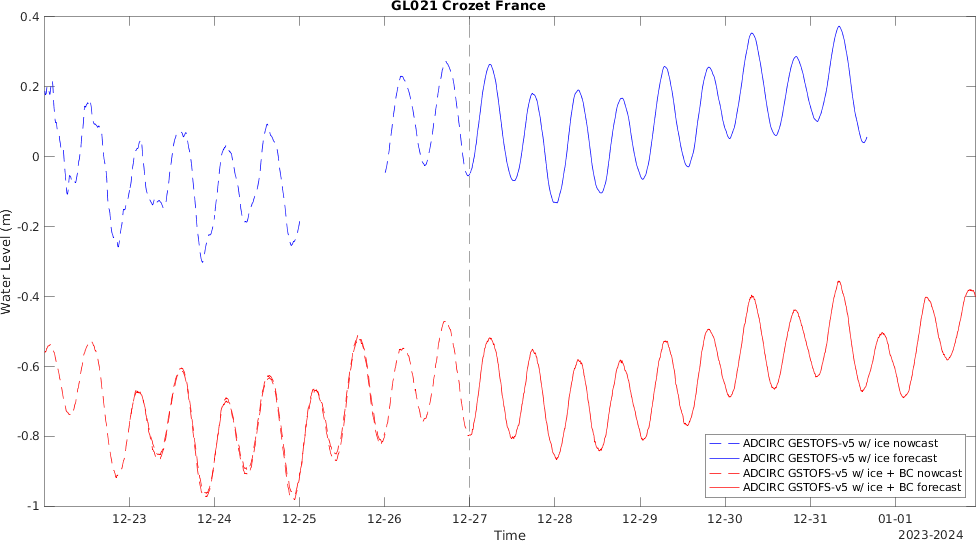 GL021 Crozet France
0.4
0.2
0
-0.2
-0.4
-0.6
-0.8
-1
Water Level (m)
12-23 12-24 12-25 12-26 12-27 12-28 12-29 12-30 12-31 01-01
Time
2023-2024
ADCIRC GESTOFS-v5 w/ ice nowcast
ADCIRC GESTOFS-v5 w/ ice forecast
ADCIRC GSTOFS-v5 w/ ice + BC nowcast
ADCIRC GSTOFS-v5 w/ ice + BC forecast